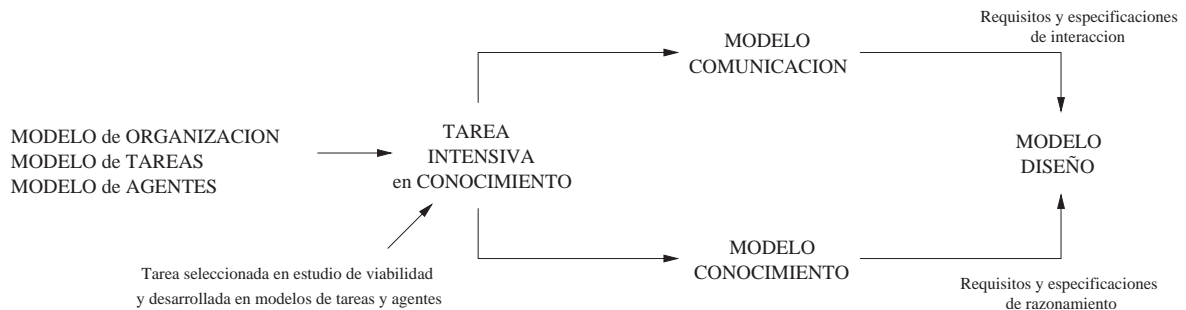 MODELO de ORGANIZACION
MODELO de TAREAS
MODELO de AGENTES
TAREA
INTENSIVA
en CONOCIMIENTO
Tarea seleccionada en estudio de viabilidad
y desarrollada en modelos de tareas y agentes
MODELO
COMUNICACION
MODELO
CONOCIMIENTO
Requisitos y especificaciones
de interaccion
MODELO
DISEÑO
Requisitos y especificaciones
de razonamiento